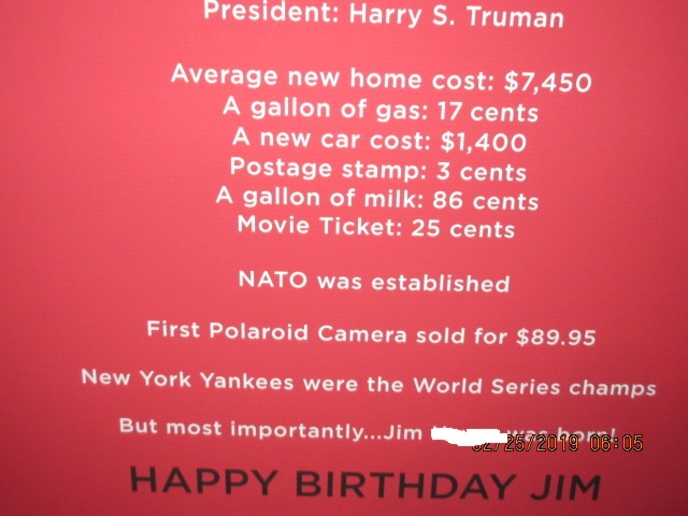 President: Harry S. Truman
Average new home cost: $7,450
A gallon of gas: 17 cents
A new car cost: $1,400
Postage stamp: 3 cents
A gallon of milk: 86 cents
Movie Ticket: 25 cents
NATO was established
First Polaroid Camera sold for $89.95
New York Yankees were the World Series champs
But most importantly...Jim was born!
02/25/2019 06:05
HAPPY BIRTHDAY JIM